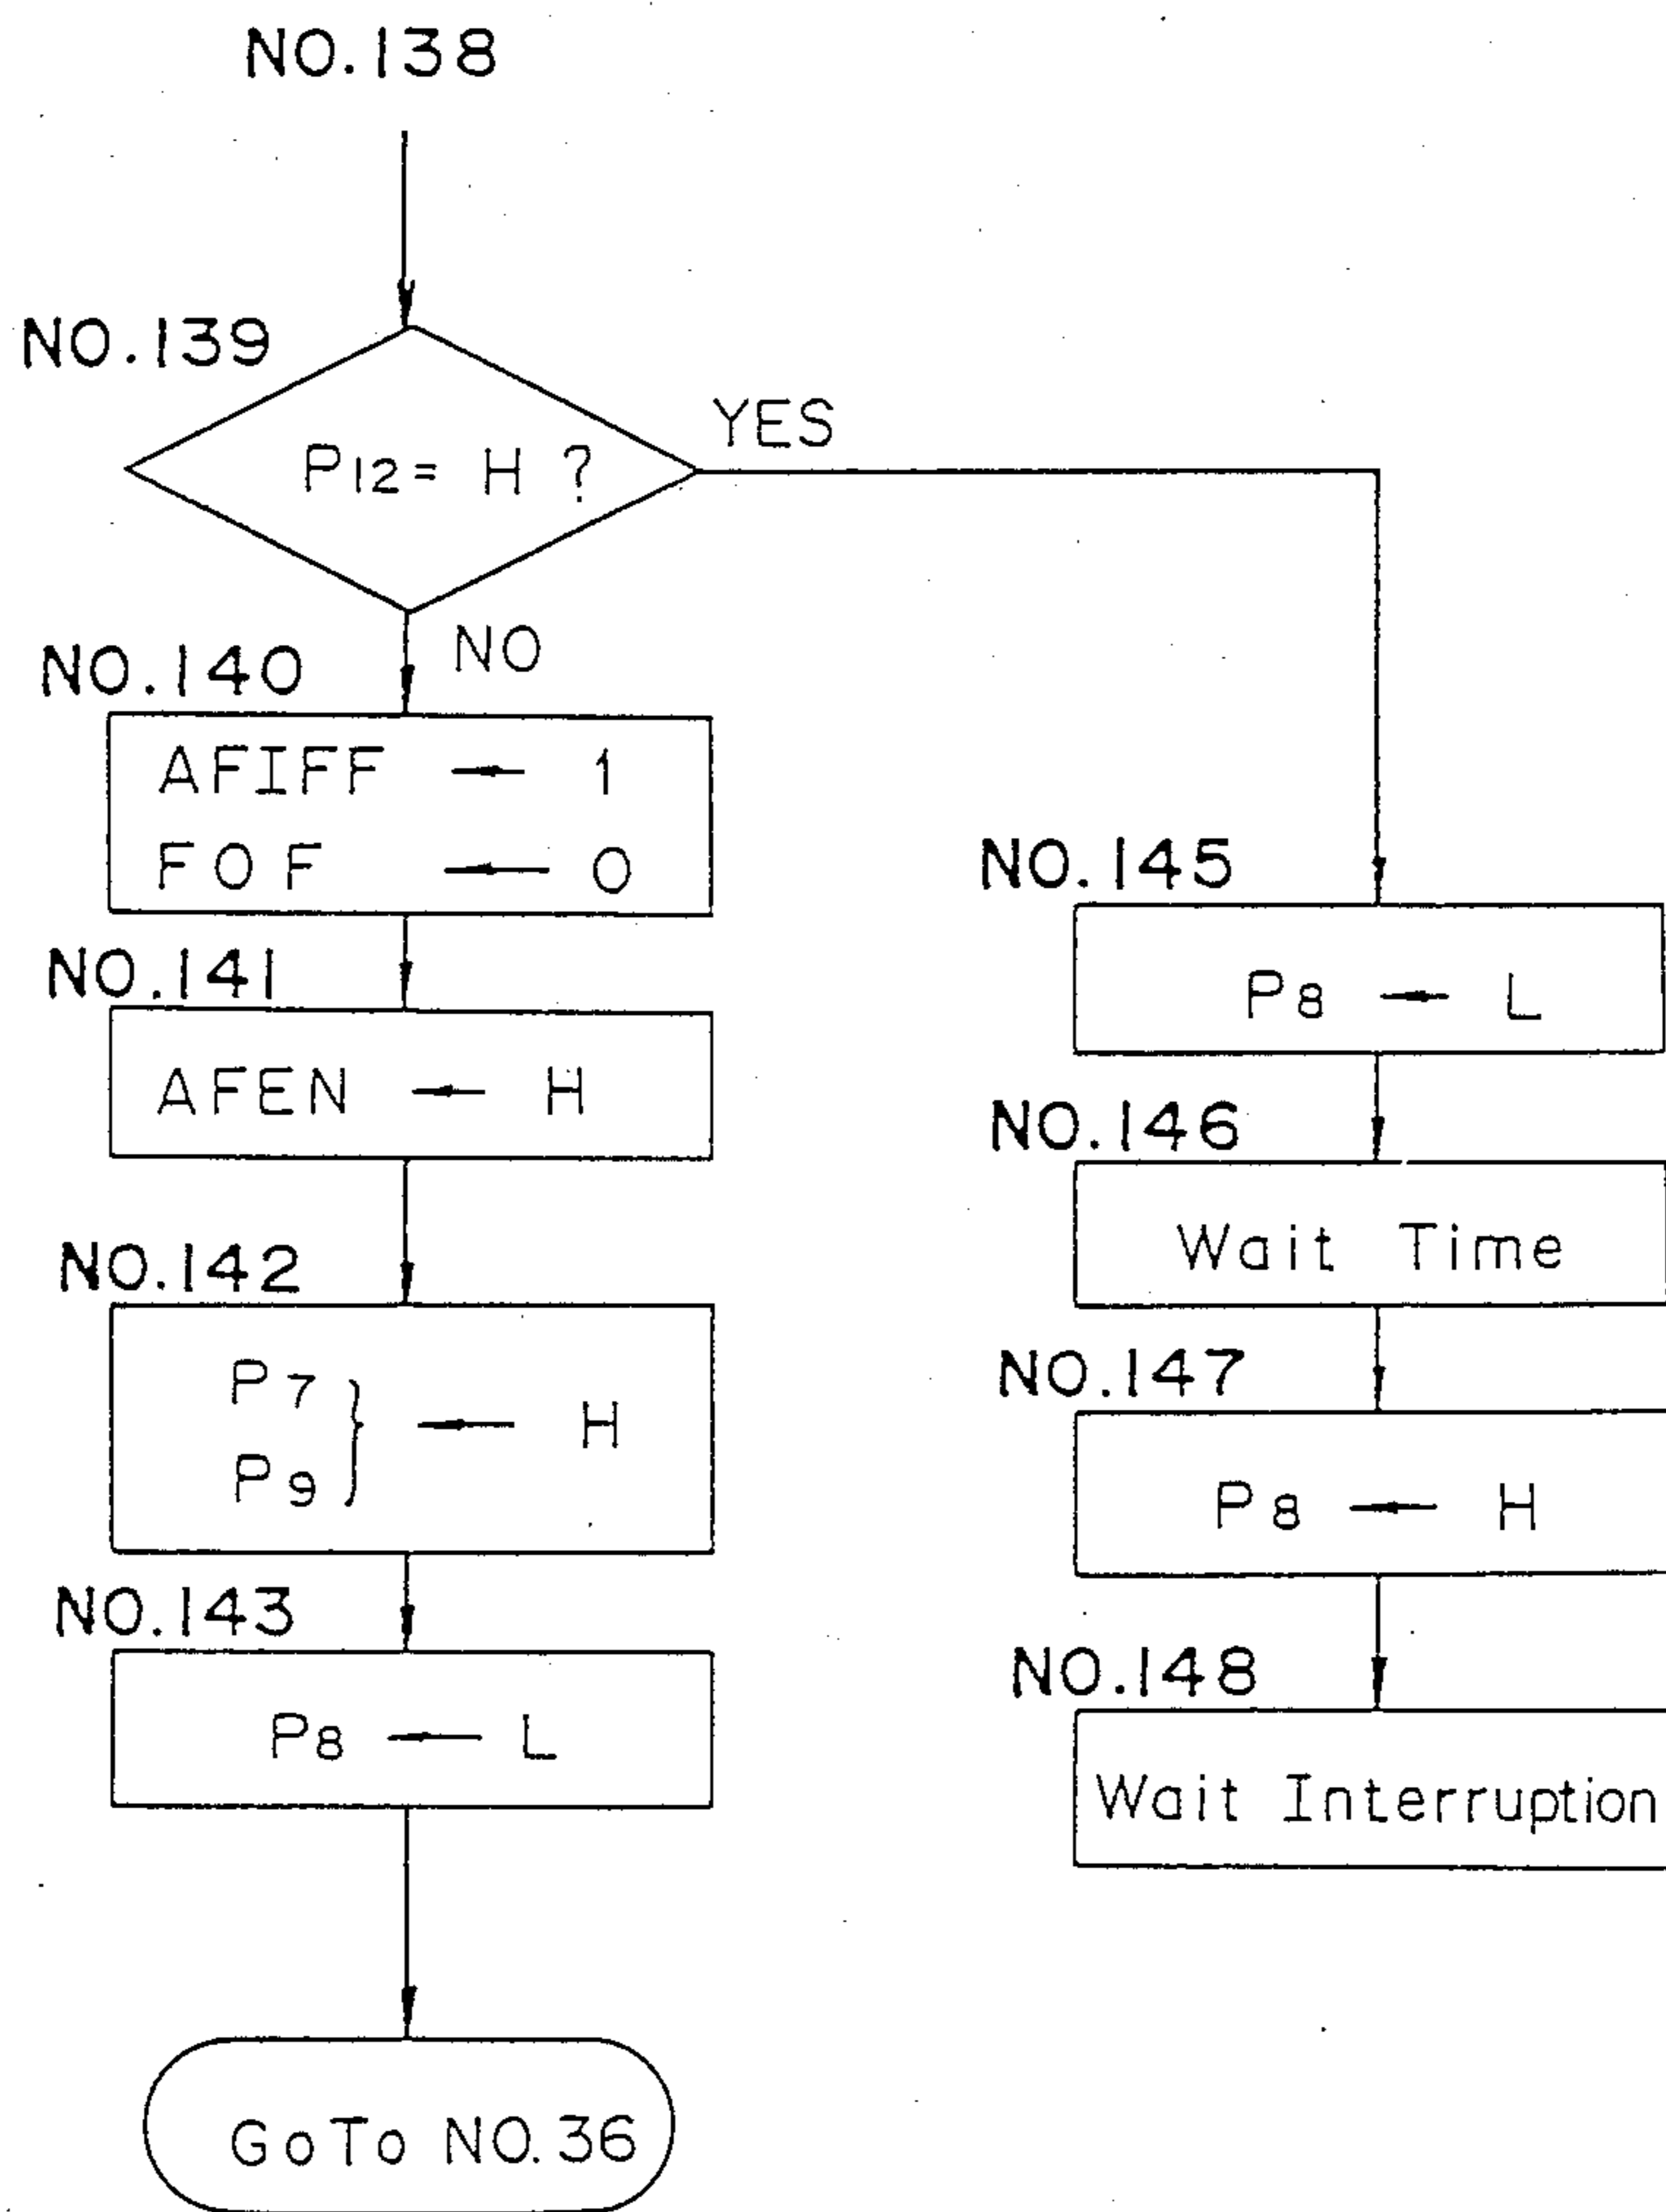 NO.138
NO.139
P12= H ?
YES
NO
NO.140
AFIFF ← 1
FOF ← 0
NO.141
AFEN ← H
NO.142
P7
P9 } ← H
NO.143
P8 ← L
GoTo NO.36
NO.145
P8 ← L
NO.146
Wait Time
NO.147
P8 ← H
NO.148
Wait Interruption